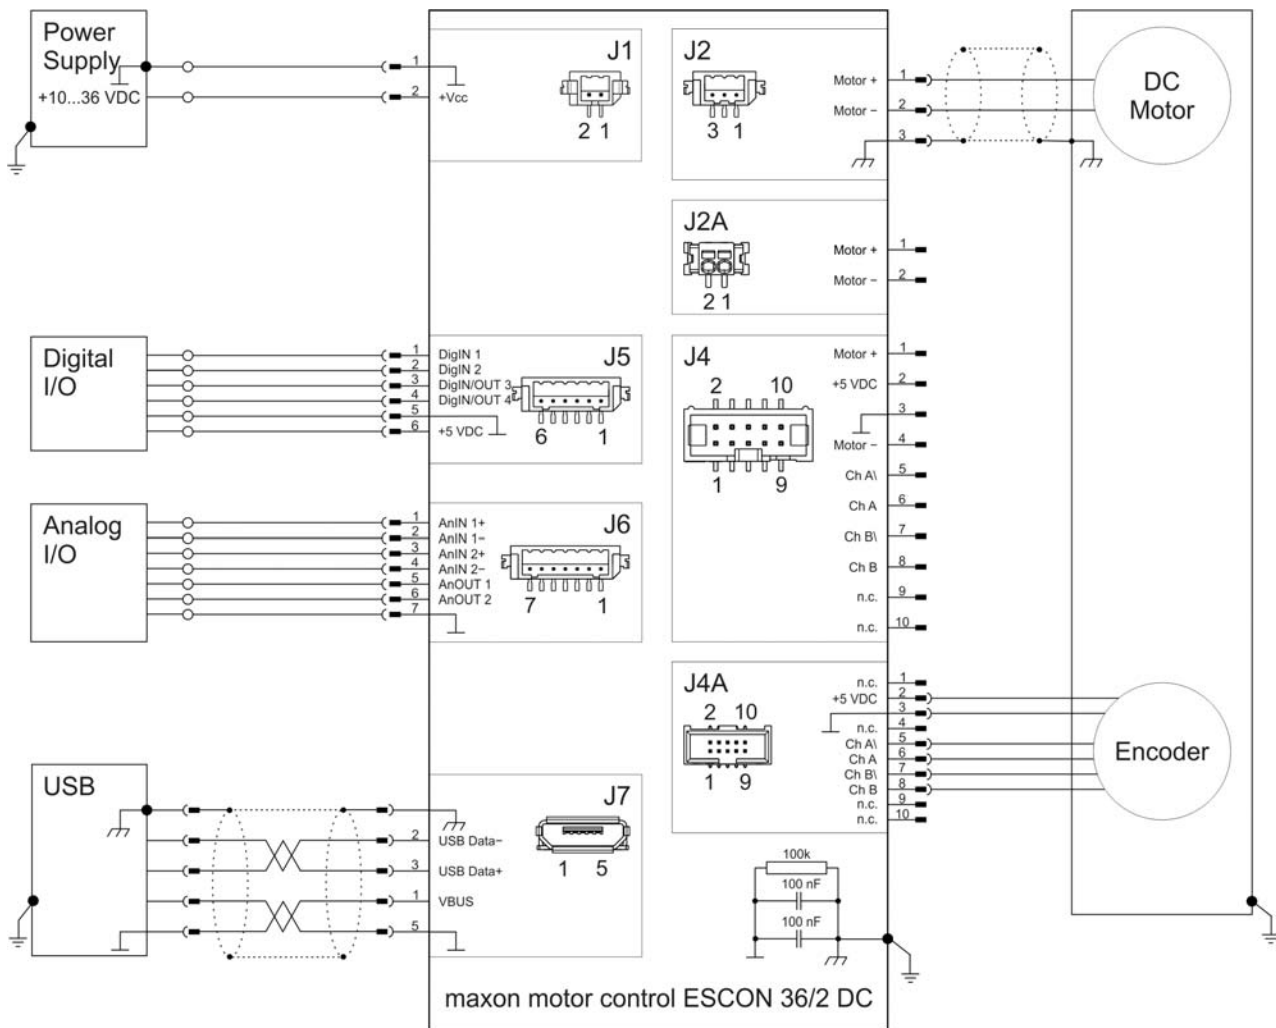 Power
Supply
+10...36 VDC
1
2
+Vcc
J1
2 1
J2
3 1
Motor +
1
Motor −
2
3
DC
Motor
J2A
2 1
Motor +
1
Motor −
2
Digital
I/O
1
DigIN 1
2
DigIN 2
3
DigIN/OUT 3
4
DigIN/OUT 4
5
6
+5 VDC
J5
6 1
J4
2 10
1 9
Motor +
1
+5 VDC
2
3
Motor −
4
Ch A\
5
Ch A
6
Ch B\
7
Ch B
8
n.c.
9
n.c.
10
Analog
I/O
1
AnIN 1+
2
AnIN 1−
3
AnIN 2+
4
AnIN 2−
5
AnOUT 1
6
AnOUT 2
7
J6
7 1
J4A
2 10
1 9
n.c.
1
+5 VDC
2
3
n.c.
4
Ch A\
5
Ch A
6
Ch B\
7
Ch B
8
n.c.
9
n.c.
10
Encoder
USB
2
USB Data−
3
USB Data+
1
VBUS
5
J7
1 5
100k
100 nF
100 nF
maxon motor control ESCON 36/2 DC